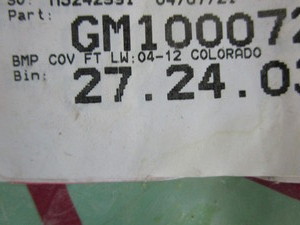 Part:
GM100072
BMP COV FT LW:04-12 COLORADO
Bin: 27.24.03